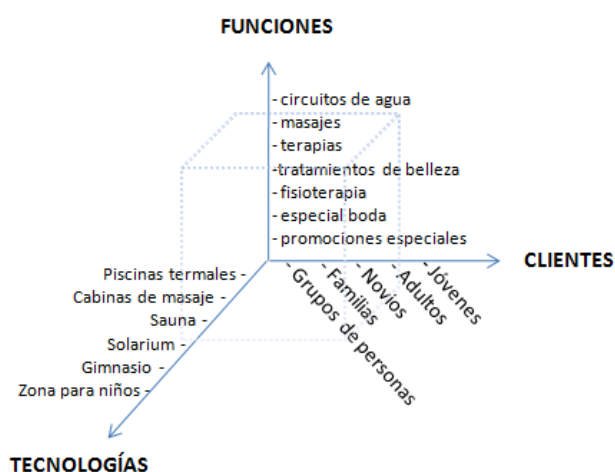 FUNCIONES
- circuitos de agua
- masajes
- terapias
-tratamientos de belleza
- fisioterapia
- especial boda
- promociones especiales
CLIENTES
- Grupos de personas
- Familias
- Novios
- Adultos
- Jóvenes
Piscinas termales -
Cabinas de masaje -
Sauna -
Solarium -
Gimnasio -
Zona para niños -
TECNOLOGÍAS